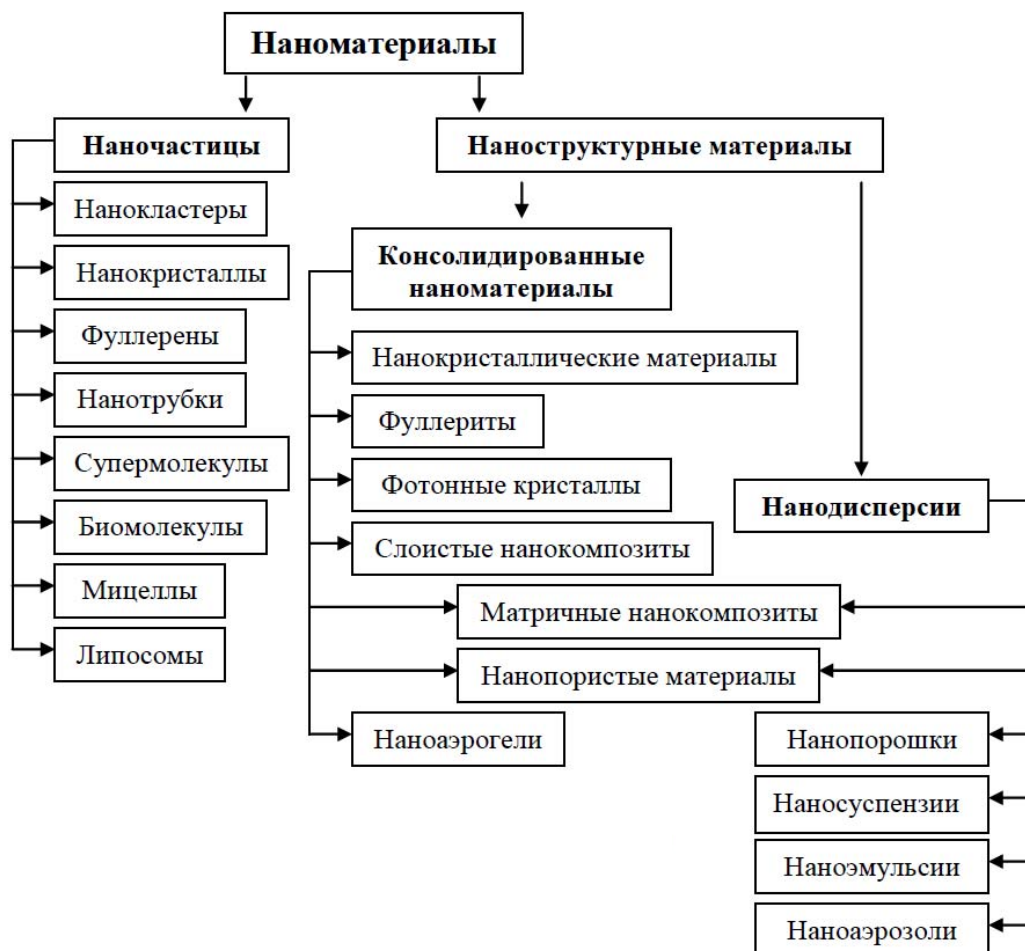 Наноматериалы
Наночастицы
Наноструктурные материалы
Нанокластеры
Нанокристаллы
Фуллерены
Нанотрубки
Супермолекулы
Биомолекулы
Мицеллы
Липосомы
Консолидированные
наноматериалы
Нанокристаллические материалы
Фуллериты
Фотонные кристаллы
Слоистые нанокомпозиты
Матричные нанокомпозиты
Нанопористые материалы
Наноаэрогели
Нанодисперсии
Нанопорошки
Наносуспензии
Наноэмульсии
Наноаэрозоли